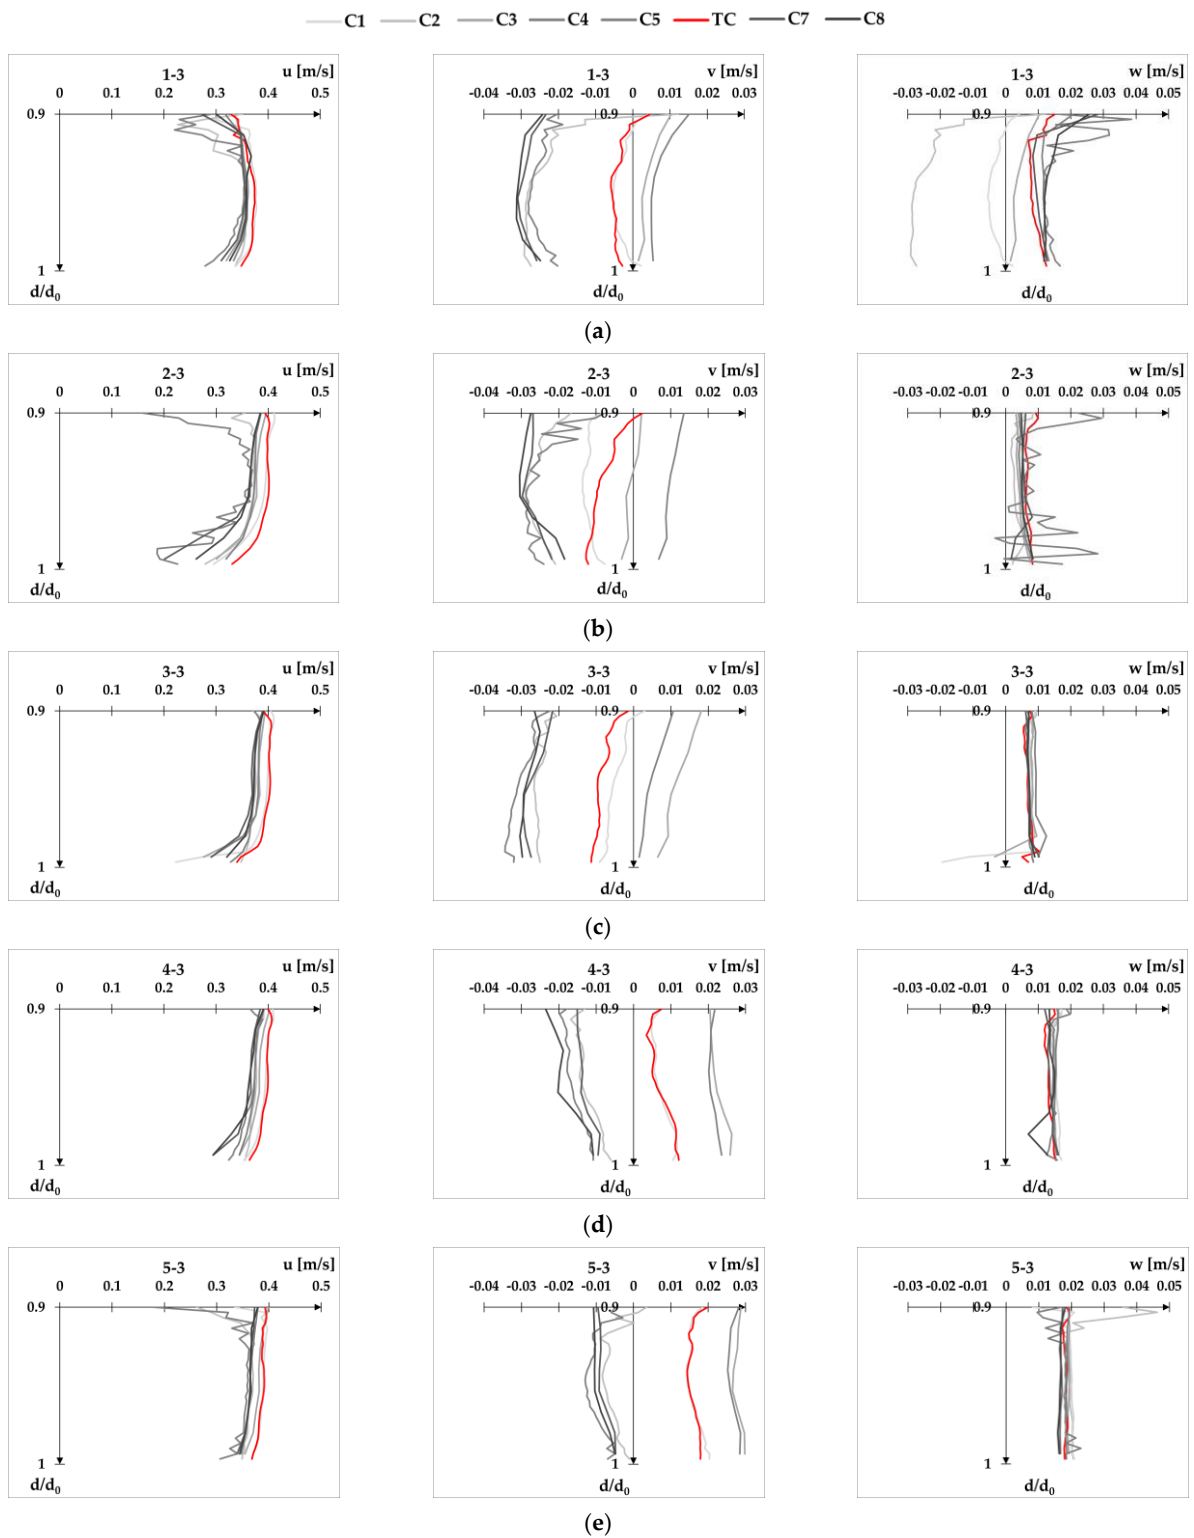 C1 C2 C3 C4 C5 TC C7 C8
1-3 u [m/s] 1-3 v [m/s] 1-3 w [m/s]
0 0.1 0.2 0.3 0.4 0.5 -0.04 -0.03 -0.02 -0.01 0 0.01 0.02 0.03 -0.03 -0.02 -0.01 0 0.01 0.02 0.03 0.04 0.05
0.9 0.9 0.9
1 1 1
d/d0 d/d0 d/d0
(a)
2-3 u [m/s] 2-3 v [m/s] 2-3 w [m/s]
0 0.1 0.2 0.3 0.4 0.5 -0.04 -0.03 -0.02 -0.01 0 0.01 0.02 0.03 -0.03 -0.02 -0.01 0 0.01 0.02 0.03 0.04 0.05
0.9 0.9 0.9
1 1 1
d/d0 d/d0 d/d0
(b)
3-3 u [m/s] 3-3 v [m/s] 3-3 w [m/s]
0 0.1 0.2 0.3 0.4 0.5 -0.04 -0.03 -0.02 -0.01 0 0.01 0.02 0.03 -0.03 -0.02 -0.01 0 0.01 0.02 0.03 0.04 0.05
0.9 0.9 0.9
1 1 1
d/d0 d/d0 d/d0
(c)
4-3 u [m/s] 4-3 v [m/s] 4-3 w [m/s]
0 0.1 0.2 0.3 0.4 0.5 -0.04 -0.03 -0.02 -0.01 0 0.01 0.02 0.03 -0.03 -0.02 -0.01 0 0.01 0.02 0.03 0.04 0.05
0.9 0.9 0.9
1 1 1
d/d0 d/d0 d/d0
(d)
5-3 u [m/s] 5-3 v [m/s] 5-3 w [m/s]
0 0.1 0.2 0.3 0.4 0.5 -0.04 -0.03 -0.02 -0.01 0 0.01 0.02 0.03 -0.03 -0.02 -0.01 0 0.01 0.02 0.03 0.04 0.05
0.9 0.9 0.9
1 1 1
d/d0 d/d0 d/d0
(e)